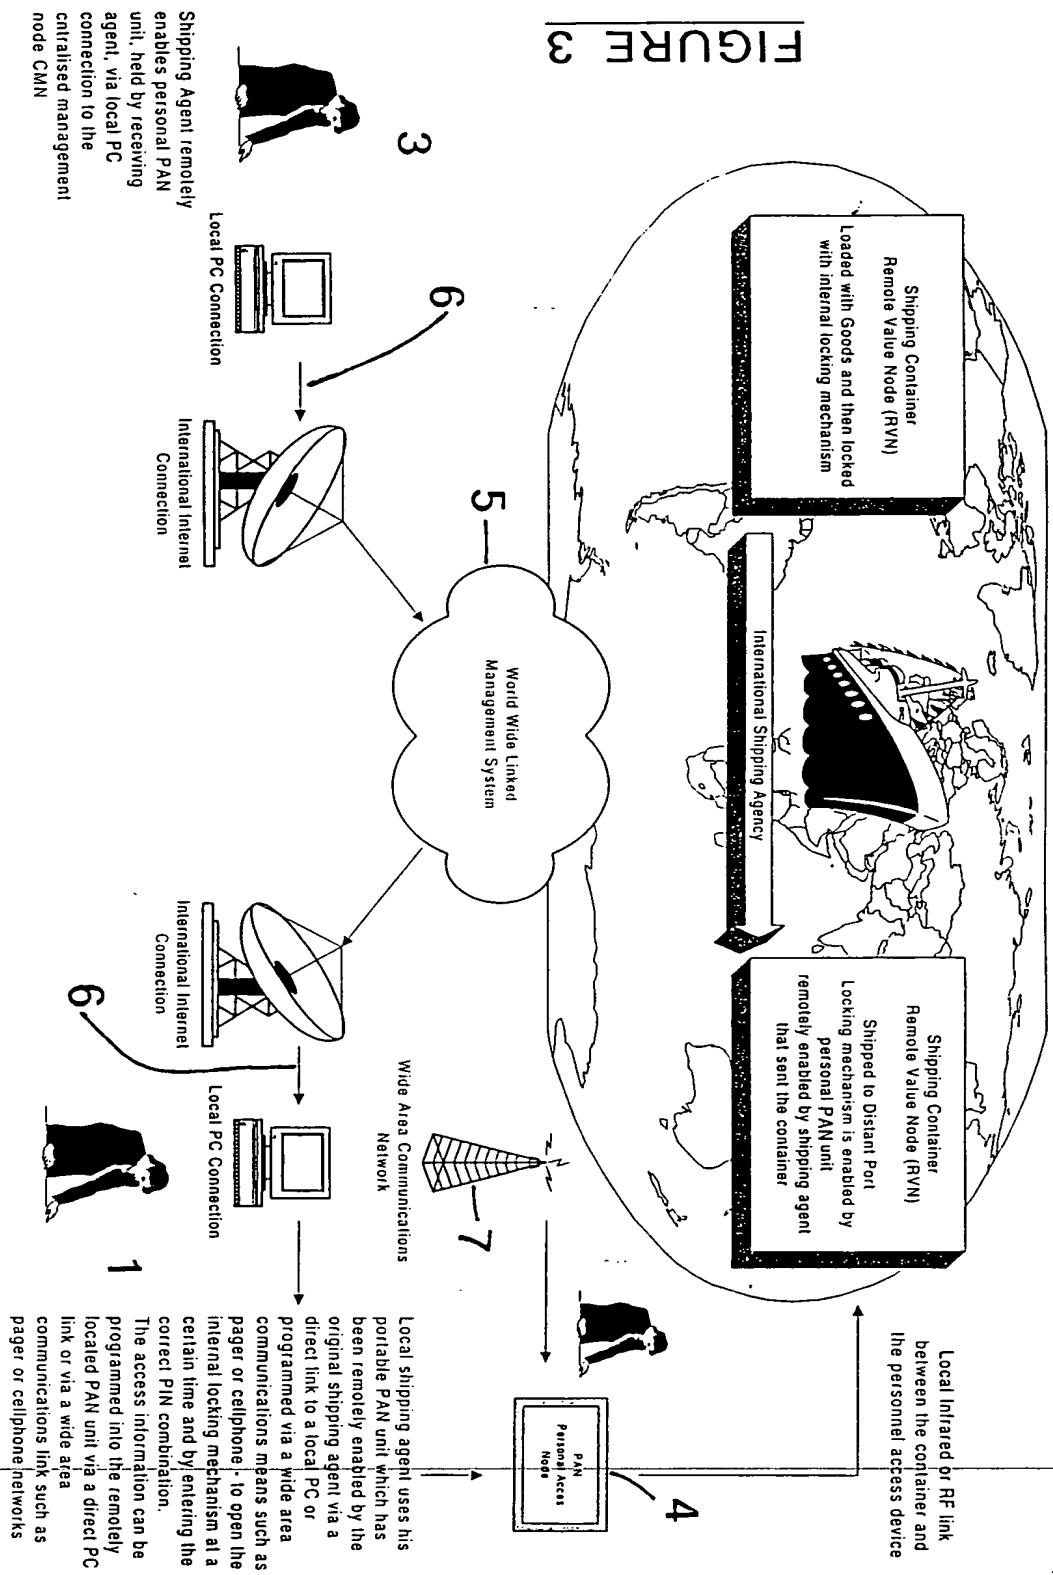 FIGURE 3
Shipping Container
Remote Value Node (RVN)
Loaded with Goods and then locked
with internal locking mechanism
International Shipping Agency
Shipping Container
Remote Value Node (RVN)
Shipped to Distant Port
Locking mechanism is enabled by
personal PAN unit
remotely enabled by shipping agent
that sent the container
Local Infrared or RF link
between the container and
the personnel access device
3
Shipping Agent remotely
enables personal PAN
unit, held by receiving
agent, via local PC
connection to the
cntralised management
node CMN
Local PC Connection
6
International Internet
Connection
5
World Wide Linked
Management System
International Internet
Connection
6
Local PC Connection
1
Wide Area Communications
Network
7
PAN
Personal Acces
Node
4
Local shipping agent uses his
portable PAN unit which has
been remotely enabled by the
original shipping agent via a
direct link to a local PC or
programmed via a wide area
communications means such as
pager or cellphone - to open the
internal locking mechanism at a
certain time and by entering the
correct PIN combination.
The access information can be
programmed into the remotely
located PAN unit via a direct PC
link or via a wide area
communications link such as
pager or cellphone networks